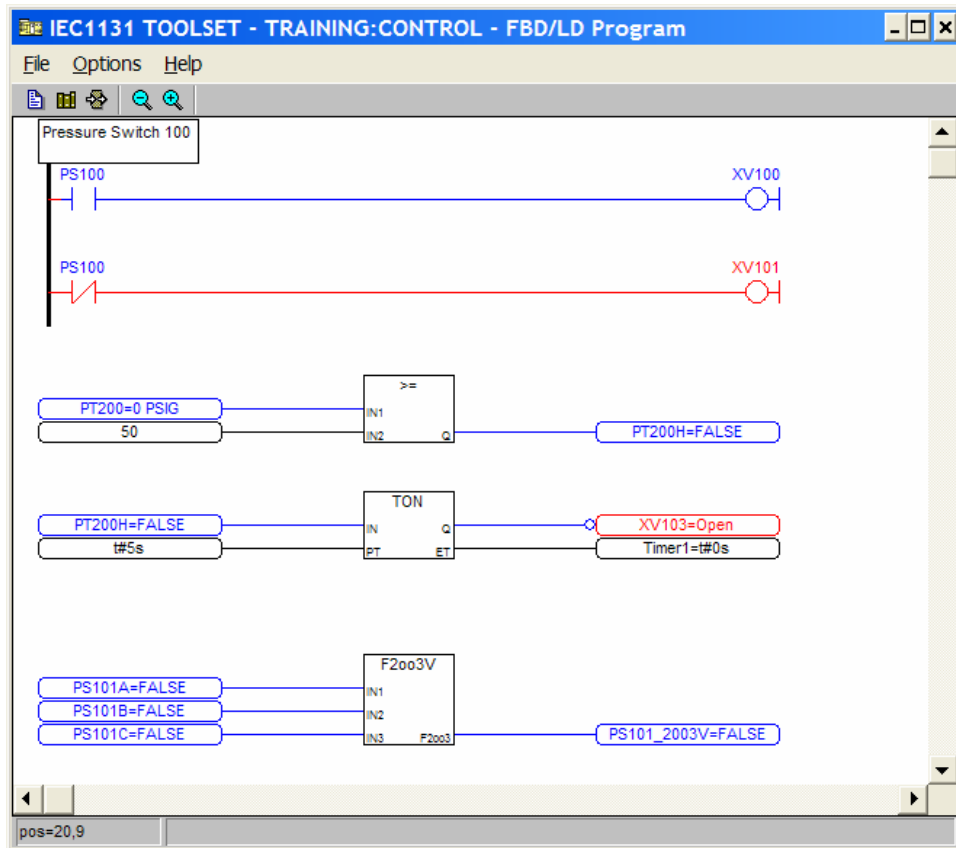 IEC1131 TOOLSET - TRAINING:CONTROL - FBD/LD Program
File Options Help
Pressure Switch 100
PS100 XV100
PS100 XV101
>=
PT200=0 PSIG IN1
50 IN2 Q PT200H=FALSE
TON
PT200H=FALSE IN Q XV103=Open
t#5s PT ET Timer1=t#0s
F2oo3V
PS101A=FALSE IN1
PS101B=FALSE IN2
PS101C=FALSE IN3 F2oo3 PS101_2003V=FALSE
pos=20,9